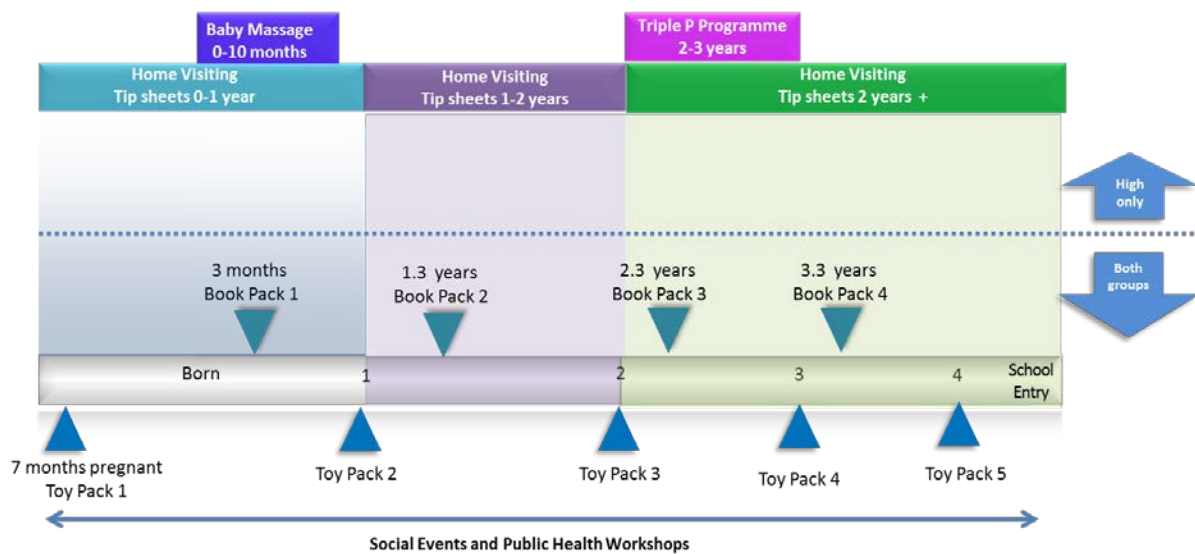 Baby Massage
0-10 months
Triple P Programme
2-3 years
Home Visiting
Tip sheets 0-1 year
Home Visiting
Tip sheets 1-2 years
Home Visiting
Tip sheets 2 years +
High
only
3 months
Book Pack 1
1.3 years
Book Pack 2
2.3 years
Book Pack 3
3.3 years
Book Pack 4
Both
groups
Born
1
2
3
4
School
Entry
7 months pregnant
Toy Pack 1
Toy Pack 2
Toy Pack 3
Toy Pack 4
Toy Pack 5
Social Events and Public Health Workshops